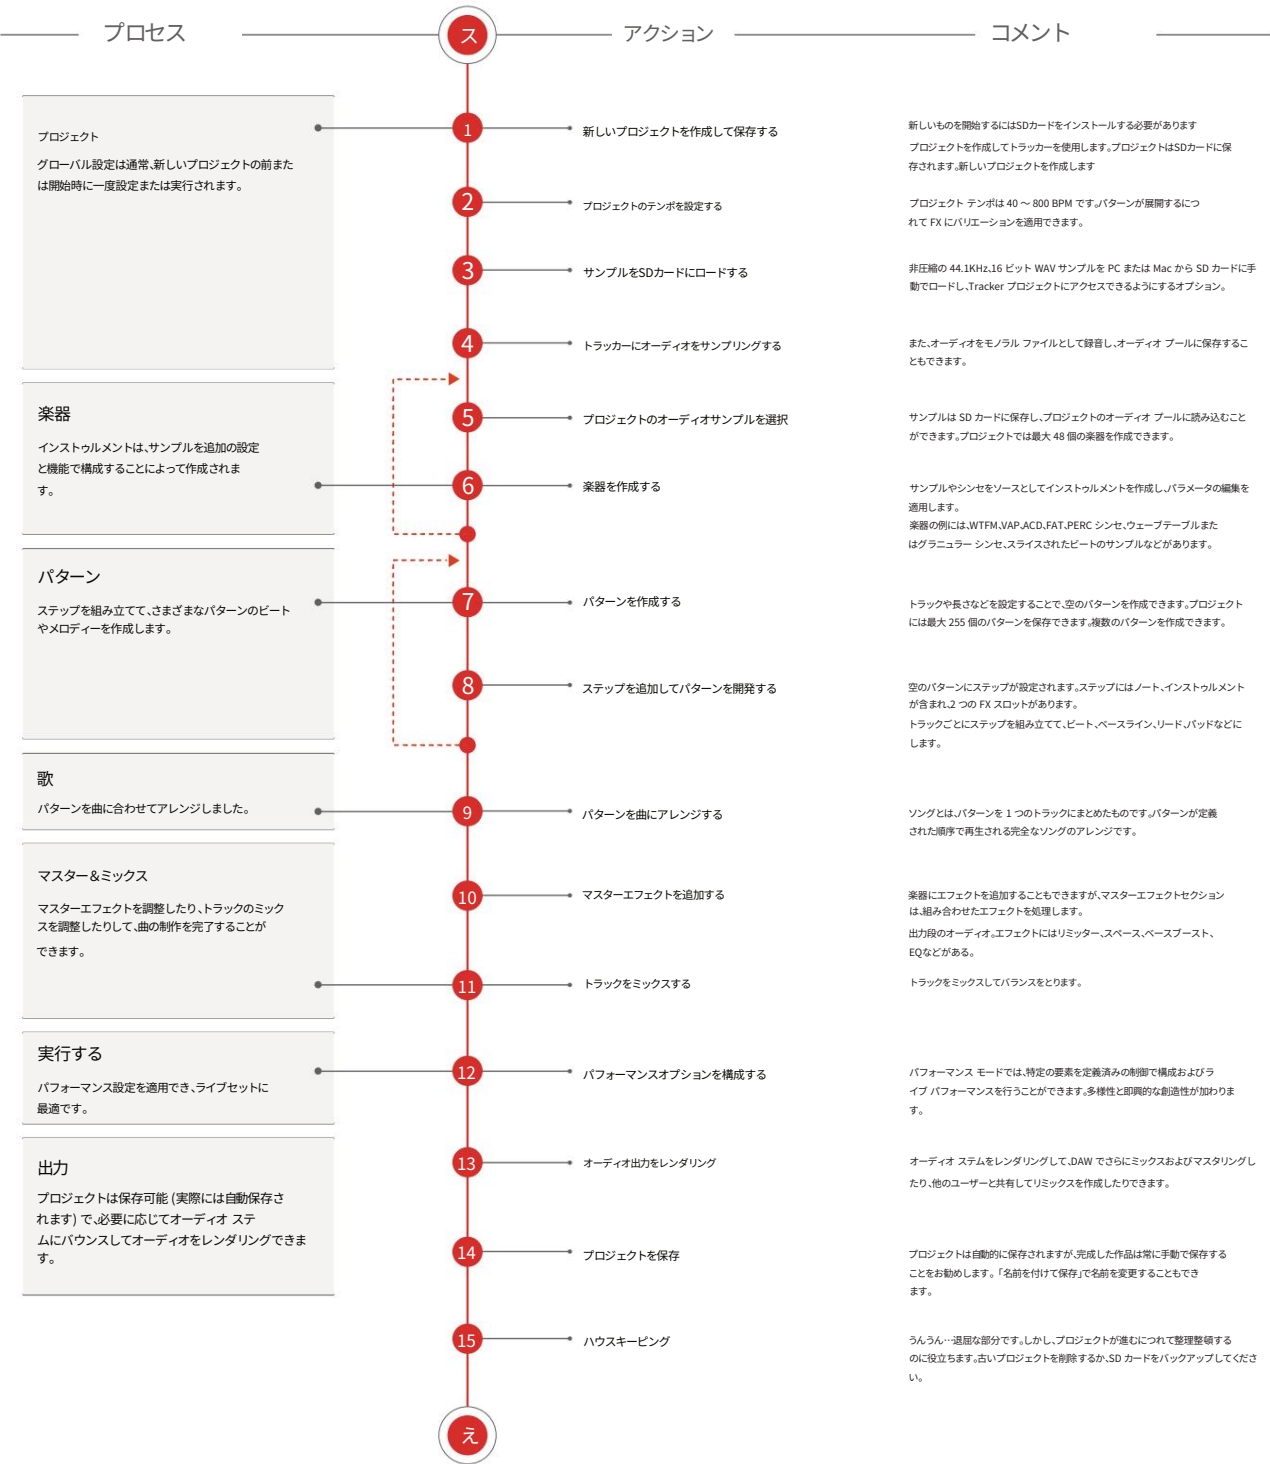 プロセス
ス
アクション
コメント
プロジェクト
グローバル設定は通常、新しいプロジェクトの前また
は開始時に一度設定または実行されます。
1
新しいプロジェクトを作成して保存する
新しいものを開始するにはSDカードをインストールする必要があります
プロジェクトを作成してトラッカーを使用します。プロジェクトはSDカードに保
存されます。新しいプロジェクトを作成します
2
プロジェクトのテンポを設定する
プロジェクト テンポは 40 〜 800 BPM です。パターンが展開するにつ
れて FX にバリエーションを適用できます。
3
サンプルをSDカードにロードする
非圧縮の 44.1KHz、16 ビット WAV サンプルを PC または Mac から SD カードに手
動でロードし、Tracker プロジェクトにアクセスできるようにするオプション。
4
トラッカーにオーディオをサンプリングする
また、オーディオをモノラル ファイルとして録音し、オーディオ プールに保存するこ
ともできます。
楽器
インストゥルメントは、サンプルを追加の設定
と機能で構成することによって作成されま
す。
5
プロジェクトのオーディオサンプルを選択
サンプルは SD カードに保存し、プロジェクトのオーディオ プールに読み込むこと
ができます。プロジェクトでは最大 48 個の楽器を作成できます。
6
楽器を作成する
サンプルやシンセをソースとしてインストゥルメントを作成し、パラメータの編集を
適用します。
楽器の例には、WTFM、VAP、ACD、FAT、PERC シンセ、ウェーブテーブルまた
はグラニュラー シンセ、スライスされたビートのサンプルなどがあります。
パターン
ステップを組み立てて、さまざまなパターンのビート
やメロディーを作成します。
7
パターンを作成する
トラックや長さなどを設定することで、空のパターンを作成できます。プロジェクト
には最大 255 個のパターンを保存できます。複数のパターンを作成できます。
8
ステップを追加してパターンを開発する
空のパターンにステップが設定されます。ステップにはノート、インストゥルメント
が含まれ、2 つの FX スロットがあります。
トラックごとにステップを組み立てて、ビート、ベースライン、リード、パッドなどに
します。
歌
パターンを曲に合わせてアレンジしました。
9
パターンを曲にアレンジする
ソングとは、パターンを 1 つのトラックにまとめたものです。パターンが定義
された順序で再生される完全なソングのアレンジです。
マスター＆ミックス
マスターエフェクトを調整したり、トラックのミック
スを調整したりして、曲の制作を完了することが
できます。
10
マスターエフェクトを追加する
楽器にエフェクトを追加することもできますが、マスターエフェクトセクション
は、組み合わせたエフェクトを処理します。
出力段のオーディオ。エフェクトにはリミッター、スペース、ベースブースト、
EQなどがある。
11
トラックをミックスする
トラックをミックスしてバランスをとります。
実行する
パフォーマンス設定を適用でき、ライブセットに
最適です。
12
パフォーマンスオプションを構成する
パフォーマンス モードでは、特定の要素を定義済みの制御で構成およびラ
イブ パフォーマンスを行うことができます。多様性と即興的な創造性が加わりま
す。
出力
プロジェクトは保存可能 (実際には自動保存さ
れます) で、必要に応じてオーディオ ステ
ムにバウンスしてオーディオをレンダリングできま
す。
13
オーディオ出力をレンダリング
オーディオ ステムをレンダリングして、DAW でさらにミックスおよびマスタリングし
たり、他のユーザーと共有してリミックスを作成したりできます。
14
プロジェクトを保存
プロジェクトは自動的に保存されますが、完成した作品は常に手動で保存する
ことをお勧めします。「名前を付けて保存」で名前を変更することもでき
ます。
15
ハウスキーピング
うんうん…退屈な部分です。しかし、プロジェクトが進むにつれて整理整頓する
のに役立ちます。古いプロジェクトを削除するか、SD カードをバックアップしてくださ
い。
え